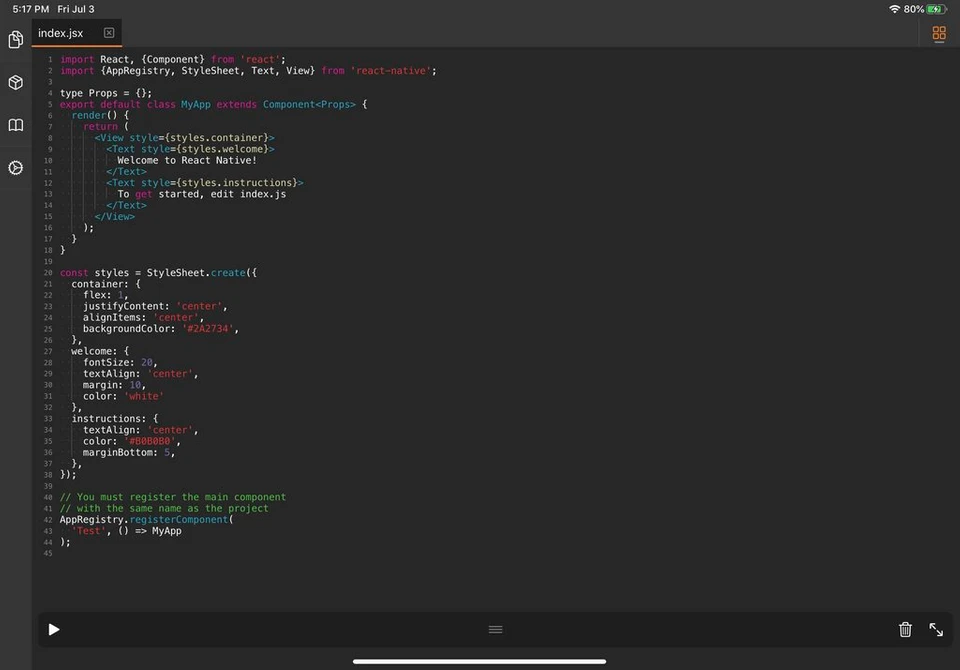 5:17 PM Fri Jul 3 80%
index.jsx
1 import React, {Component} from 'react';
2 import {AppRegistry, StyleSheet, Text, View} from 'react-native';
3
4 type Props = {};
5 export default class MyApp extends Component<Props> {
6 render() {
7 return (
8 <View style={styles.container}>
9 <Text style={styles.welcome}>
10 Welcome to React Native!
11 </Text>
12 <Text style={styles.instructions}>
13 To get started, edit index.js
14 </Text>
15 </View>
16 );
17 }
18 }
19
20 const styles = StyleSheet.create({
21 container: {
22 flex: 1,
23 justifyContent: 'center',
24 alignItems: 'center',
25 backgroundColor: '#2A2734',
26 },
27 welcome: {
28 fontSize: 20,
29 textAlign: 'center',
30 margin: 10,
31 color: 'white'
32 },
33 instructions: {
34 textAlign: 'center',
35 color: '#B0B0B0',
36 marginBottom: 5,
37 },
38 });
39
40 // You must register the main component
41 // with the same name as the project
42 AppRegistry.registerComponent(
43 'Test', () => MyApp
44 );
45